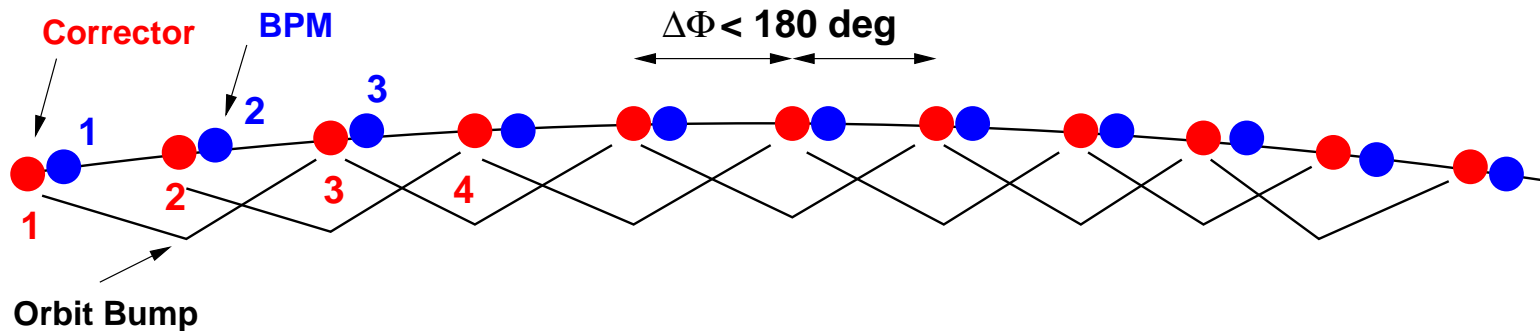 Corrector
BPM
ΔΦ < 180 deg
1
2
3
1
2
3
4
Orbit Bump